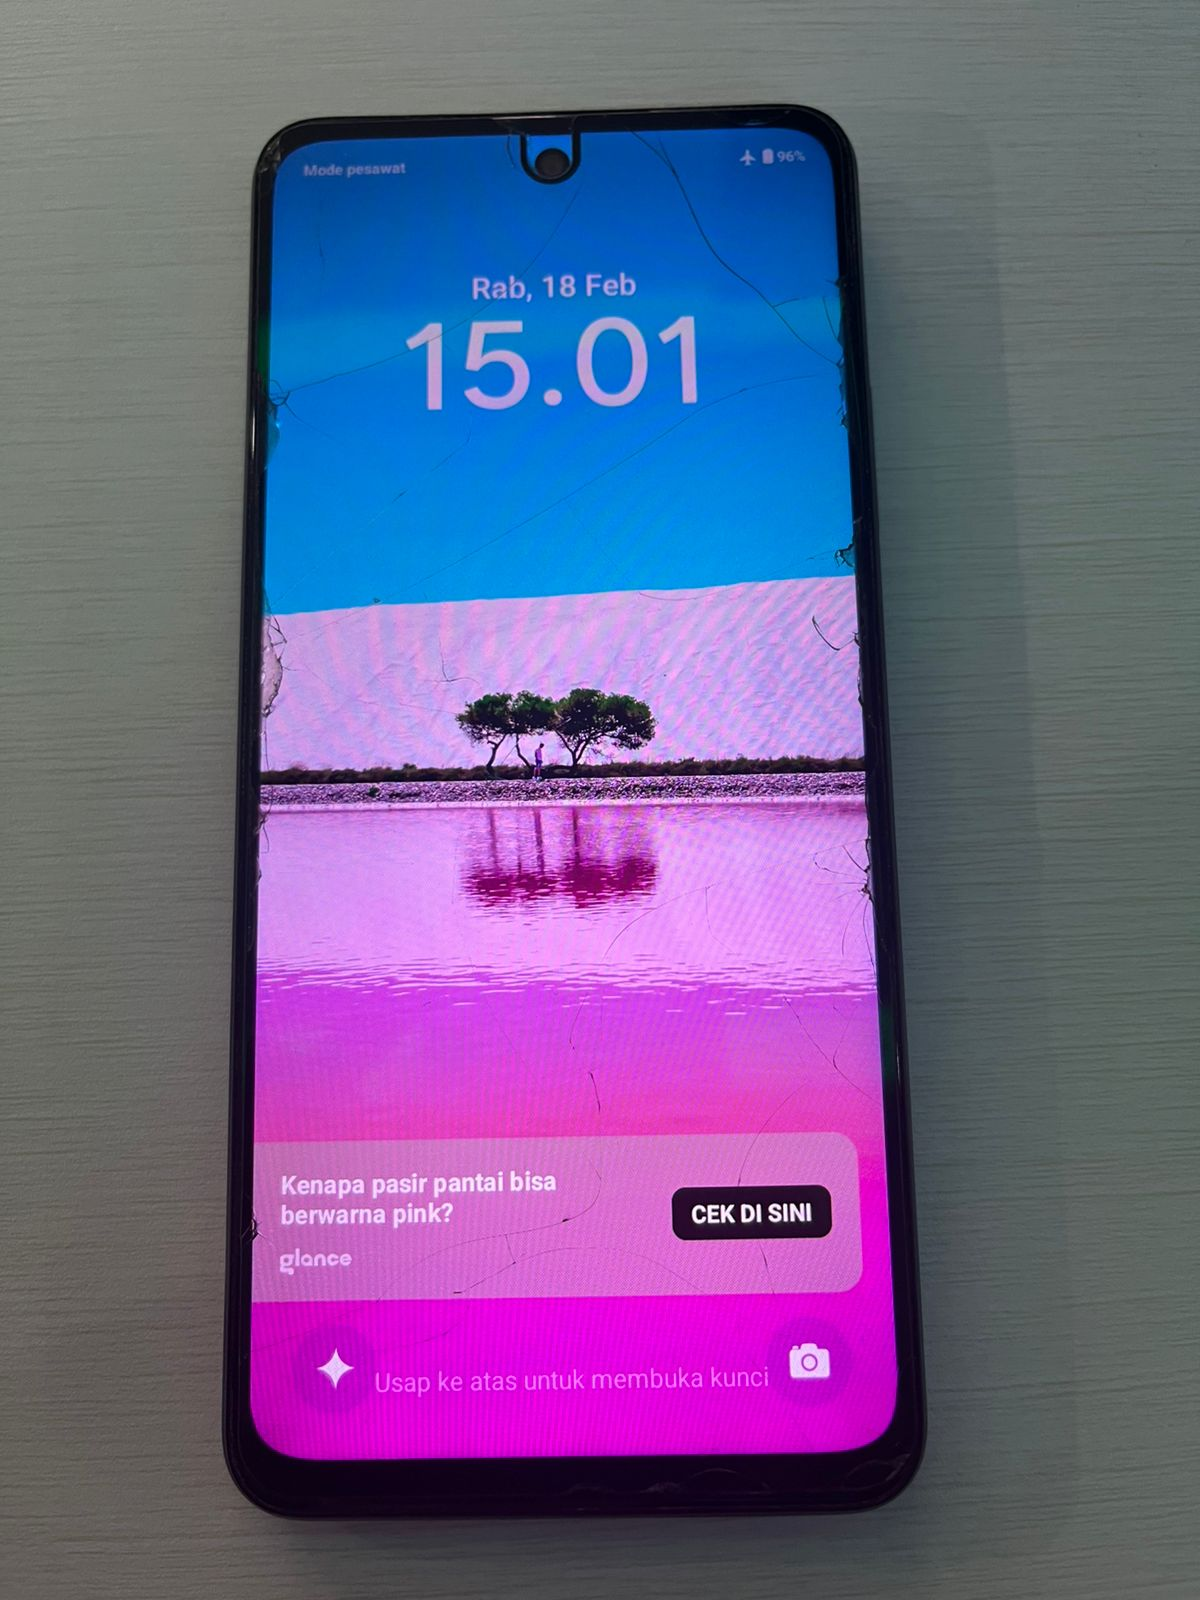 Mode pesawat
96%
Rab, 18 Feb
15.01
Kenapa pasir pantai bisa
berwarna pink?
CEK DI SINI
glance
Usap ke atas untuk membuka kunci